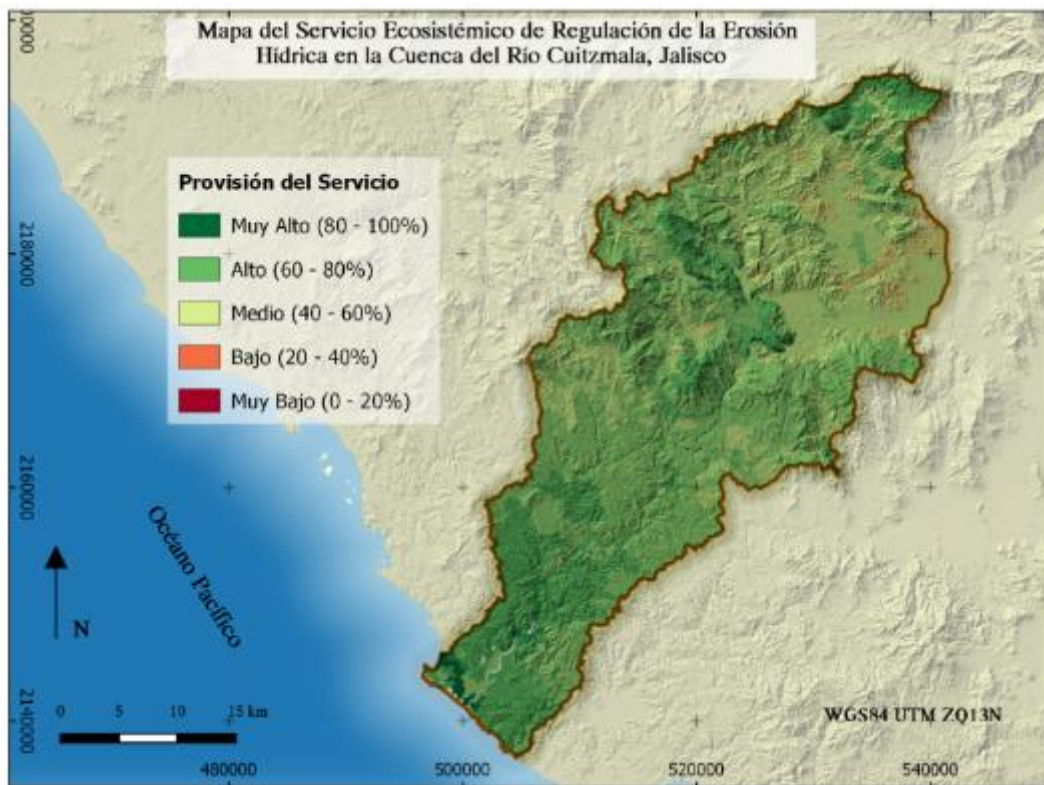 Mapa del Servicio Ecosistémico de Regulación de la Erosión
Hídrica en la Cuenca del Río Cuitzmala, Jalisco
Provisión del Servicio
Muy Alto (80 - 100%)
Alto (60 - 80%)
Medio (40 - 60%)
Bajo (20 - 40%)
Muy Bajo (0 - 20%)
2180000
2160000
2140000
Océano Pacífico
N
0 5 10 15 km
WGS84 UTM ZQ13N
480000 500000 520000 540000